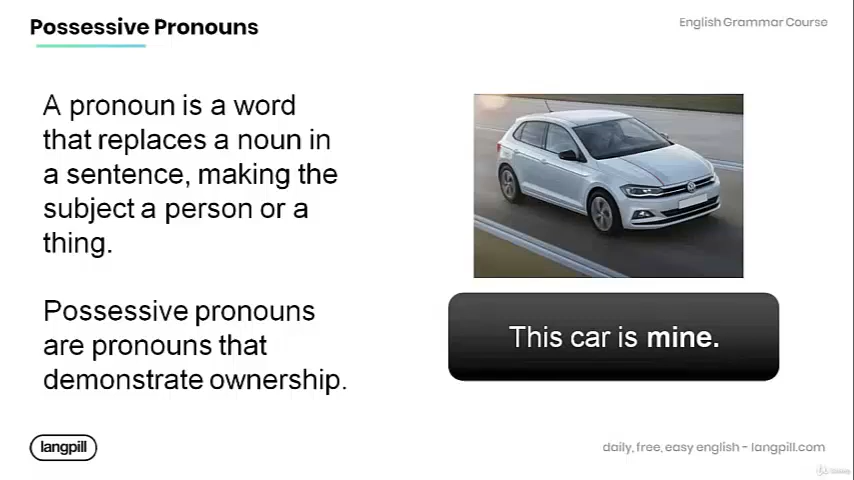 Possessive Pronouns
English Grammar Course
A pronoun is a word
that replaces a noun in
a sentence, making the
subject a person or a
thing.
Possessive pronouns
are pronouns that
demonstrate ownership.
This car is mine.
langpill
daily, free, easy english - langpill.com